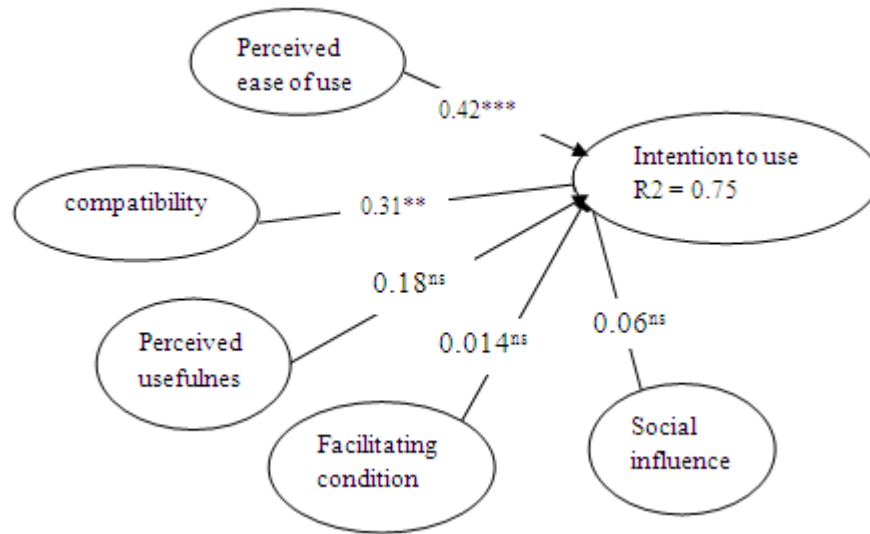 Perceived
ease of use
0.42***
Intention to use
R2 = 0.75
compatibility
0.31**
0.18ns
Perceived
usefulnes
0.014ns
0.06ns
Facilitating
condition
Social
influence